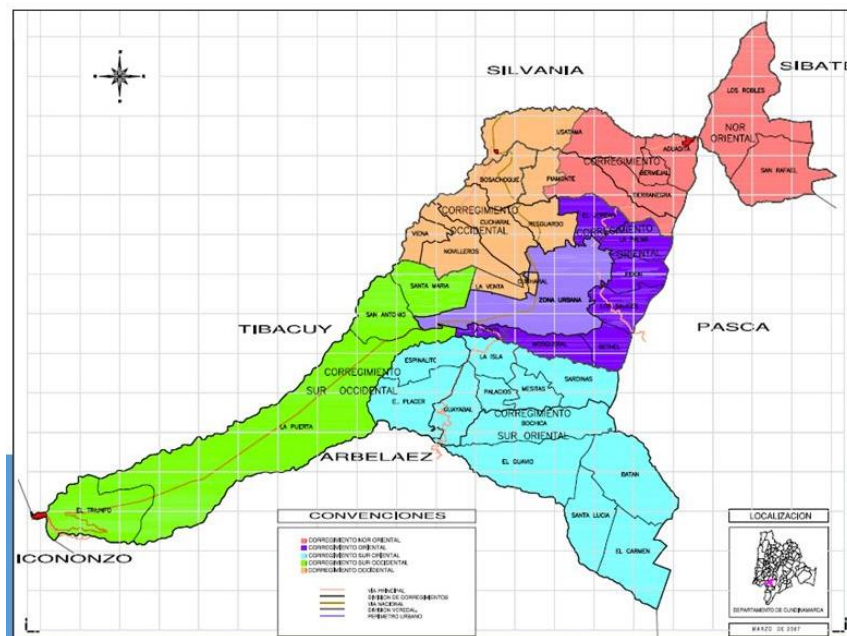 SILVANIA
SIBATE
LOS ROBLES
NOR
ORIENTAL
SAN RAFAEL
USATAMA
AGUADITA
CORREGIMIENTO
BERMEJAL
TIERRANEGRA
PIAMONTE
BOSACHOQUE
CORREGIMIENTO
CUCHARAL
OCCIDENTAL
RESGUARDO
VIENA
NOVILLEROS
LA VENTA
CORREGIMIENTO
LA PALMA
ORIENTAL
ZONA URBANA
BETHEL
PASCA
SANTA MARIA
SAN ANTONIO
TIBACUY
CORREGIMIENTO
SUR OCCIDENTAL
LA PUERTA
EL TRIUNFO
ICONONZO
ARBELAEZ
LA ISLA
ESPINALITO
SARDINAS
EL PLACER
PALACIOS
MESITAS
GUAYABAL
CORREGIMIENTO
BOCHICA
SUR ORIENTAL
EL GUAVIO
BATAN
SANTA LUCIA
EL CARMEN
CONVENCIONES
CORREGIMIENTO NOR ORIENTAL
CORREGIMIENTO ORIENTAL
CORREGIMIENTO SUR ORIENTAL
CORREGIMIENTO SUR OCCIDENTAL
CORREGIMIENTO OCCIDENTAL
VIA PRINCIPAL
DIVISION DE CORREGIMIENTOS
VIA NACIONAL
DIVISION VEREDAL
PERIMETRO URBANO
LOCALIZACION
DEPARTAMENTO DE CUNDINAMARCA
MARZO DE 2007